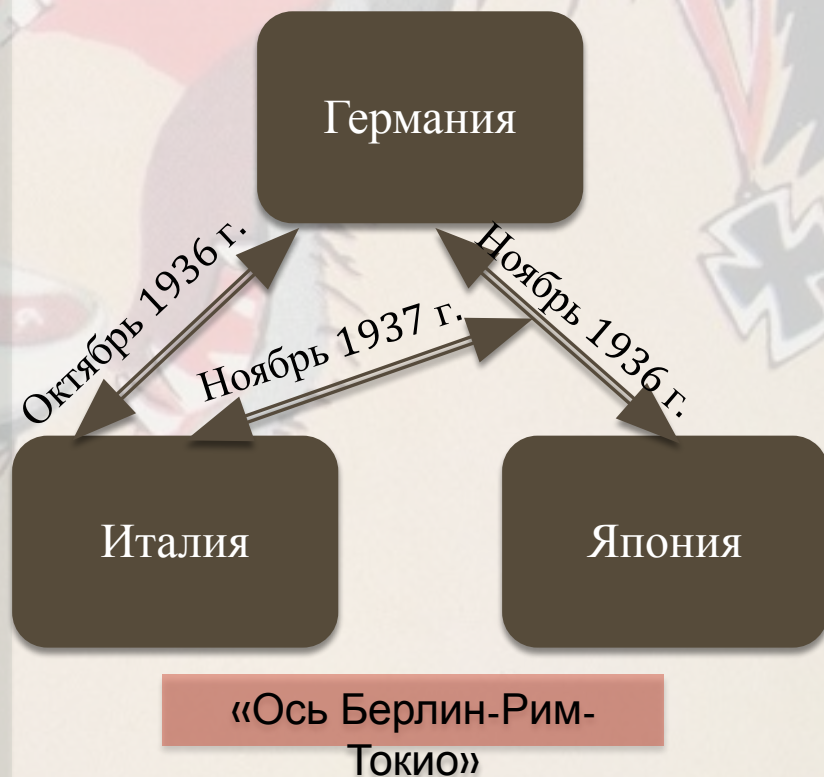 Германия
Октябрь 1936 г.
Ноябрь 1937 г.
Ноябрь 1936 г.
Италия
Япония
«Ось Берлин-Рим-
Токио»